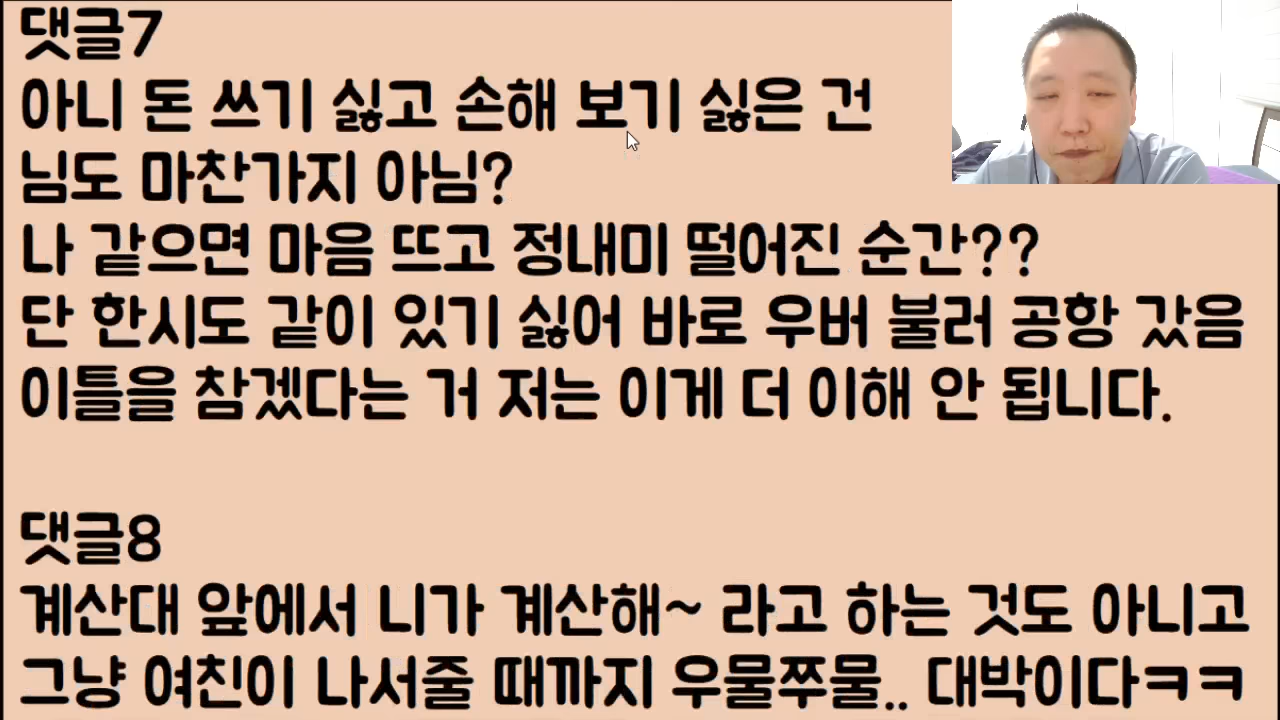 댓글7
아니 돈 쓰기 싫고 손해 보기 싫은 건
님도 마찬가지 아님?
나 같으면 마음 뜨고 정내미 떨어진 순간??
단 한시도 같이 있기 싫어 바로 우버 불러 공항 갔음
이틀을 참겠다는 거 저는 이게 더 이해 안 됩니다.
댓글8
계산대 앞에서 니가 계산해~ 라고 하는 것도 아니고
그냥 여친이 나서줄 때까지 우물쭈물.. 대박이다ㅋㅋ